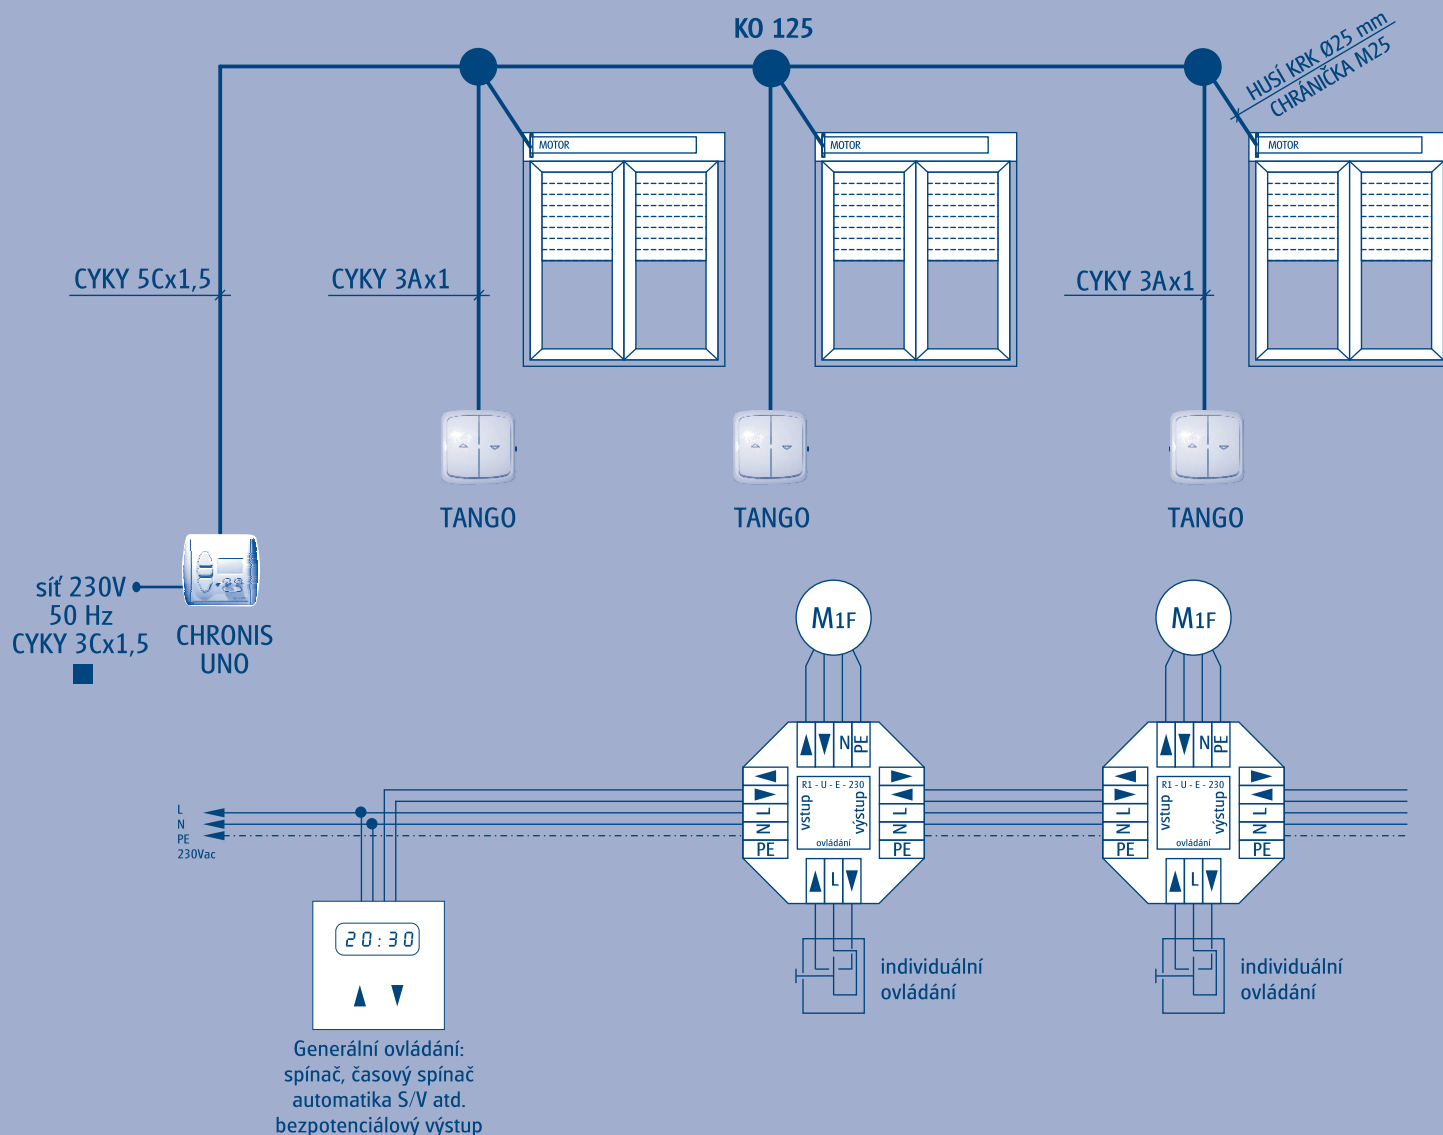 KO 125
HUSÍ KRK Ø25 mm
CHRÁNIČKA M25
MOTOR
MOTOR
MOTOR
CYKY 5Cx1,5
CYKY 3Ax1
CYKY 3Ax1
TANGO
TANGO
TANGO
síť 230V
50 Hz
CYKY 3Cx1,5
CHRONIS
UNO
M1F
M1F
N PE
N PE
R1 - U - E - 230
R1 - U - E - 230
vstup
výstup
vstup
výstup
L
N
PE
L
N
PE
L
N
PE
L
N
PE
ovládání
ovládání
L
L
L
N
PE
230Vac
20:30
individuální
ovládání
individuální
ovládání
Generální ovládání:
spínač, časový spínač
automatika S/V atd.
bezpotenciálový výstup